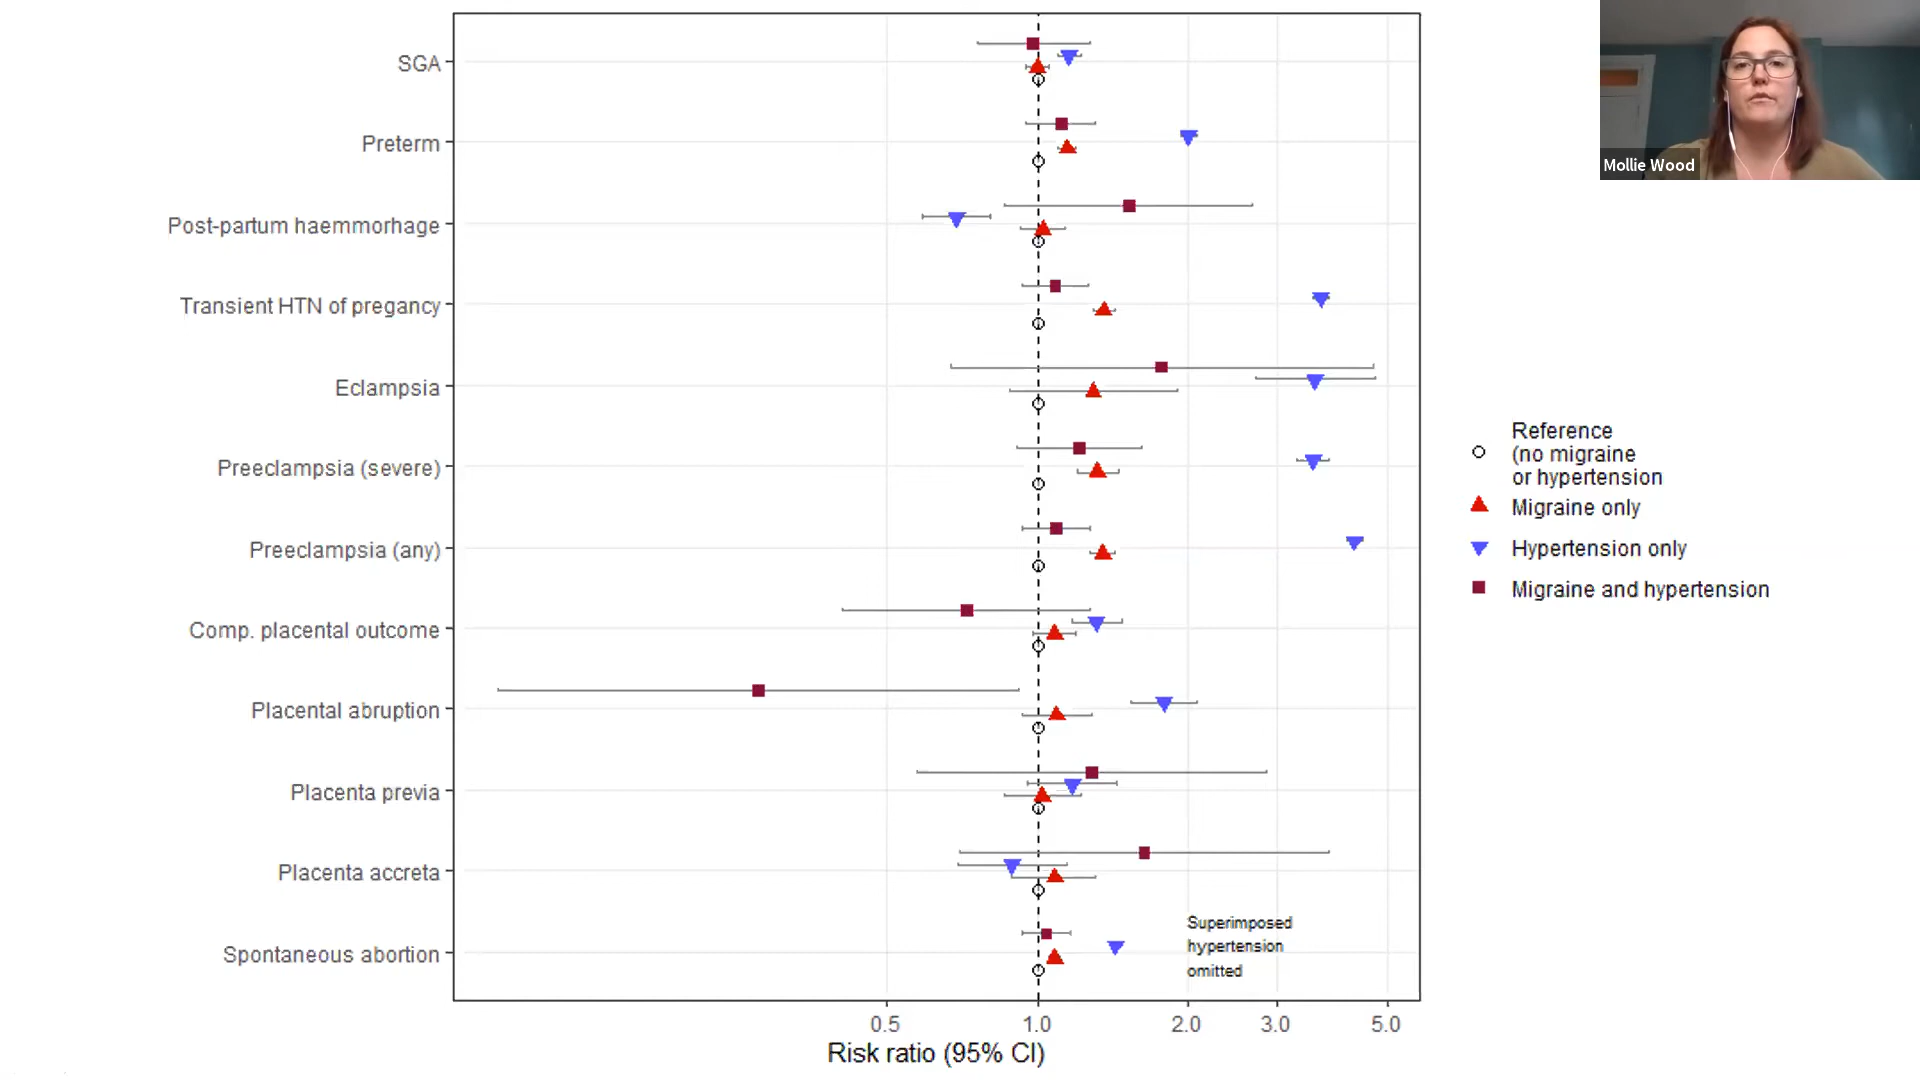 SGA
Preterm
Post-partum haemmorhage
Transient HTN of pregancy
Eclampsia
Preeclampsia (severe)
Preeclampsia (any)
Comp. placental outcome
Placental abruption
Placenta previa
Placenta accreta
Spontaneous abortion
Superimposed
hypertension
omitted
0.5 1.0 2.0 3.0 5.0
Risk ratio (95% CI)
Reference
(no migraine
or hypertension
Migraine only
Hypertension only
Migraine and hypertension
Mollie Wood